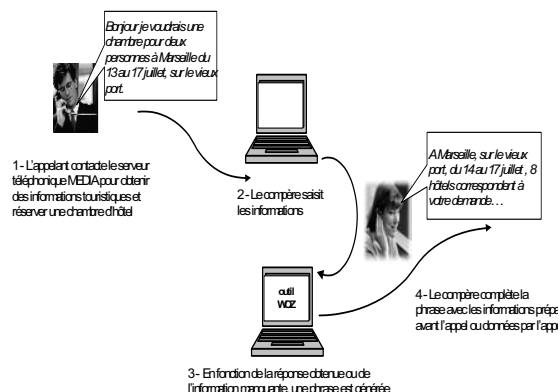 Bonjour je voudrais une
chambre pour deux
personnes à Marseille du
13 au 17 juillet, sur le vieux
port.
1- L'appelant contacte le serveur
téléphonique MEDIA pour obtenir
des informations touristiques et
réserver une chambre d'hôtel
2 - Le compère saisit
les informations
A Marseille, sur le vieux
port, du 14 au 17 juillet , 8
hôtels correspondent à
votre demande…
outil
WOZ
4 - Le compère complète la
phrase avec les informations prépa
avant l'appel ou données par l'appe
3 - En fonction de la réponse obtenue ou de
l'information manquante, une phrase est générée